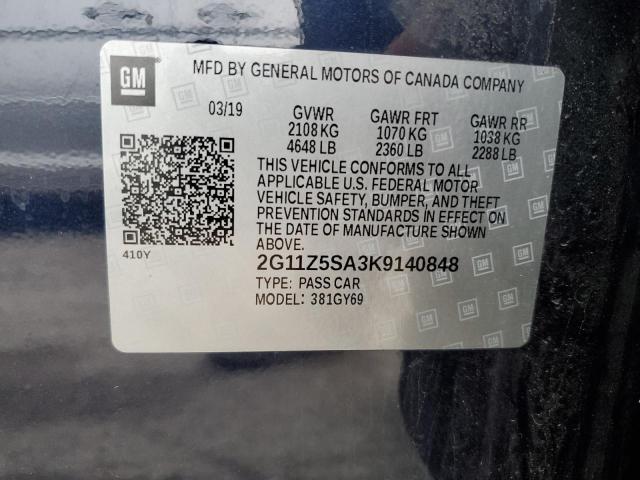 GM
MFD BY GENERAL MOTORS OF CANADA COMPANY
03/19 GVWR GAWR FRT GAWR RR
2108 KG 1070 KG 1038 KG
4648 LB 2360 LB 2288 LB
THIS VEHICLE CONFORMS TO ALL
APPLICABLE U.S. FEDERAL MOTOR
VEHICLE SAFETY, BUMPER, AND THEFT
PREVENTION STANDARDS IN EFFECT ON
THE DATE OF MANUFACTURE SHOWN
ABOVE.
410Y
2G11Z5SA3K9140848
TYPE: PASS CAR
MODEL: 381GY69